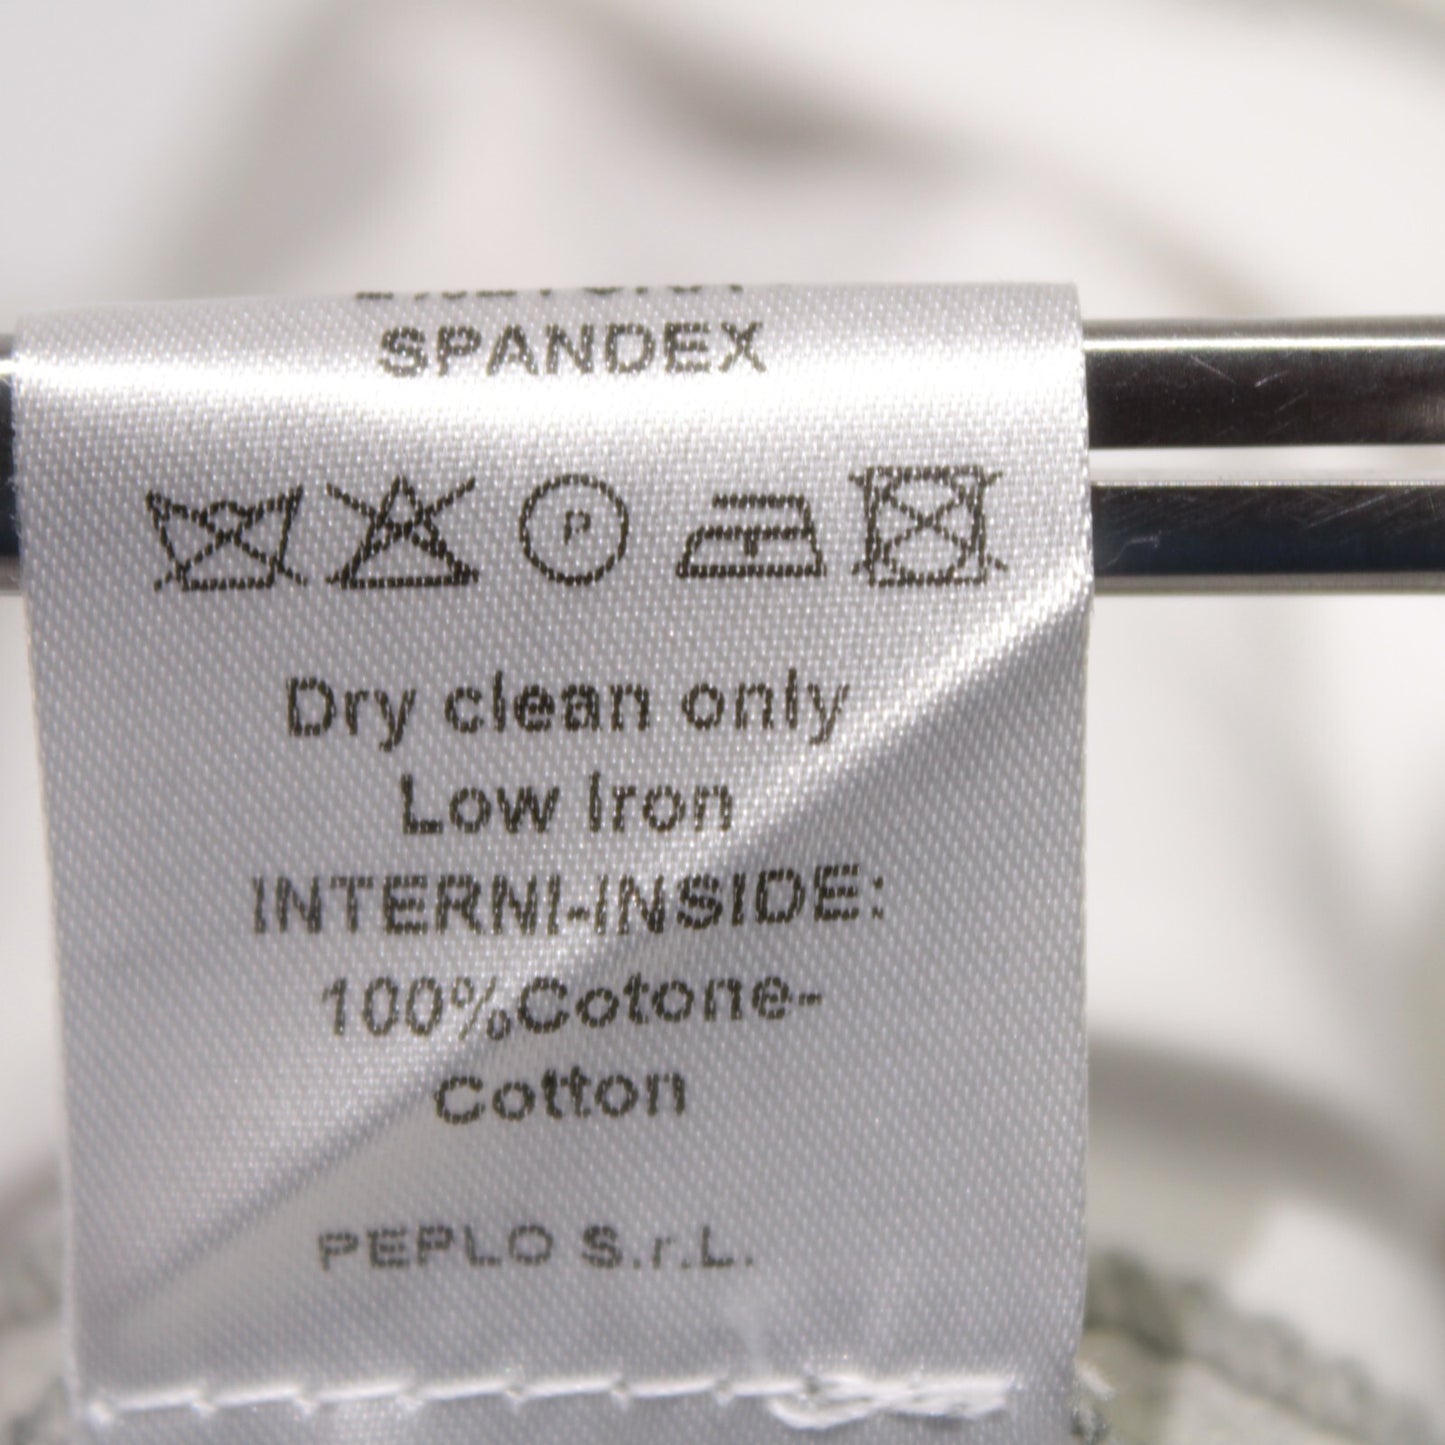 SPANDEX
P
Dry clean only
Low Iron
INTERNI-INSIDE:
100%Cotone-
Cotton
PEPLO S.r.L.